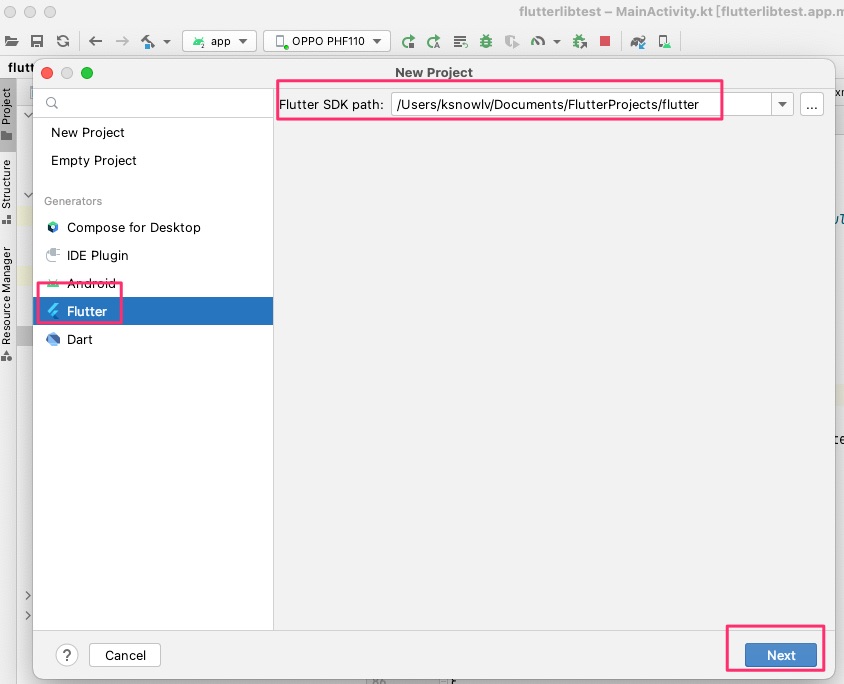 flutterlibtest – MainActivity.kt [flutterlibtest.app.m
app
OPPO PHF110
flutt
New Project
Project
Structure
Resource Manager
Flutter SDK path: /Users/ksnowlv/Documents/FlutterProjects/flutter
...
New Project
Empty Project
Generators
Compose for Desktop
IDE Plugin
Android
Flutter
Dart
? Cancel
Next
86